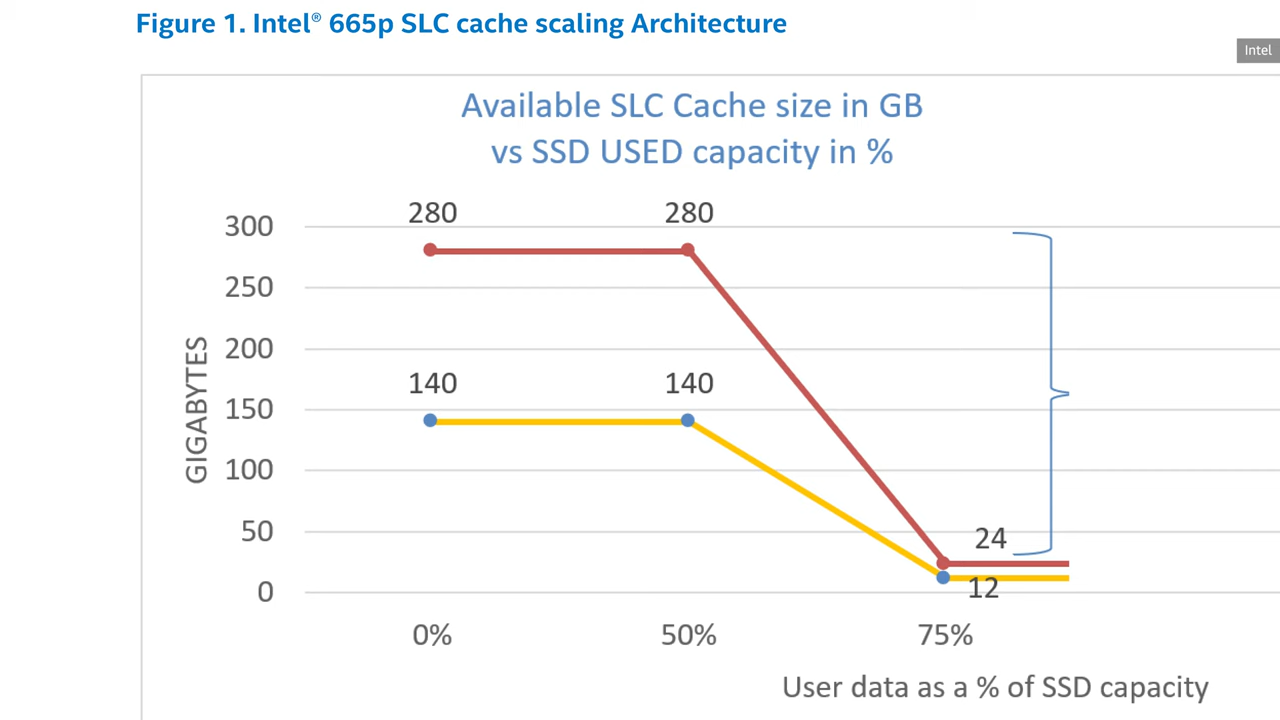 Figure 1. Intel® 665p SLC cache scaling Architecture
Intel
Available SLC Cache size in GB
vs SSD USED capacity in %
GIGABYTES
300
250
200
150
100
50
0
280
280
140
140
24
12
0%
50%
75%
User data as a % of SSD capacity